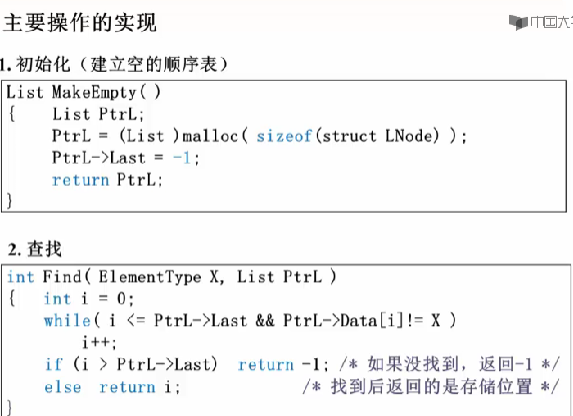 主要操作的实现
中国大学
1.初始化（建立空的顺序表）
List MakeEmpty( )
{ List PtrL;
PtrL = (List )malloc( sizeof(struct LNode) );
PtrL->Last = -1;
return PtrL;
}
2. 查找
int Find( ElementType X, List PtrL )
{ int i = 0;
while( i <= PtrL->Last && PtrL->Data[i]!= X )
i++;
if (i > PtrL->Last) return -1; /* 如果没找到，返回-1 */
else return i; /* 找到后返回的是存储位置 */
}